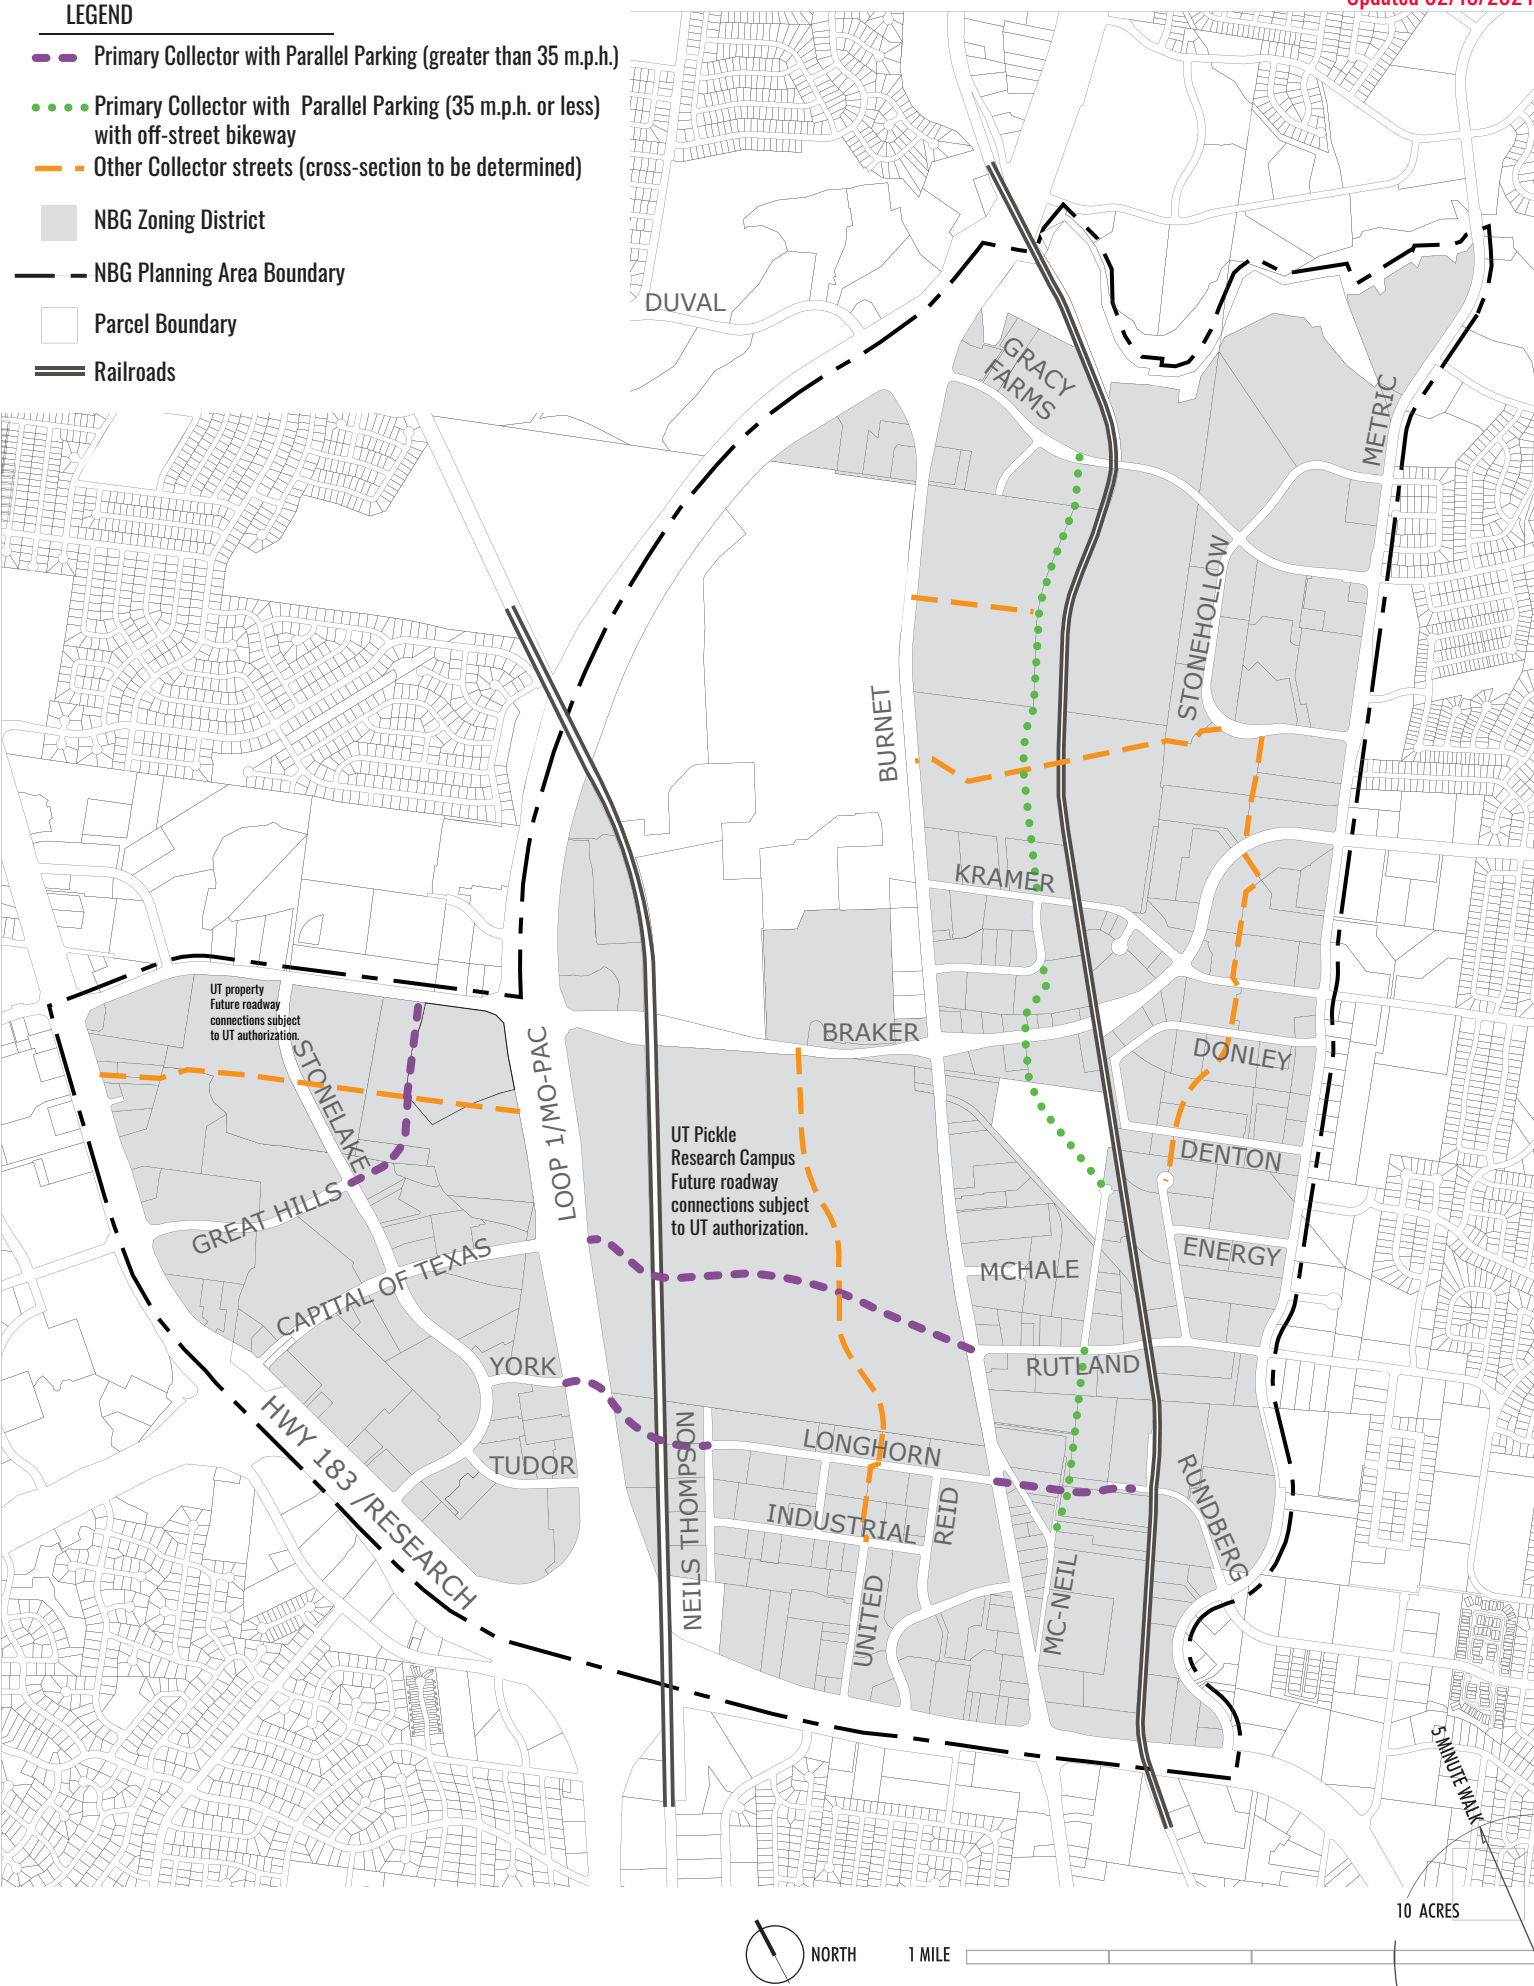 Updated 02/18/2021
LEGEND
Primary Collector with Parallel Parking (greater than 35 m.p.h.)
Primary Collector with Parallel Parking (35 m.p.h. or less)
with off-street bikeway
Other Collector streets (cross-section to be determined)
NBG Zoning District
NBG Planning Area Boundary
Parcel Boundary
Railroads
DUVAL
GRACY
FARMS
METRIC
STONEHOLLOW
BURNET
KRAMER
BRAKER
DONLEY
UT property
Future roadway
connections subject
to UT authorization.
STONELAKE
LOOP 1/MO-PAC
UT Pickle
Research Campus
Future roadway
connections subject
to UT authorization.
DENTON
GREAT HILLS
CAPITAL OF TEXAS
ENERGY
MCHALE
YORK
RUTLAND
HWY 183 /RESEARCH
TUDOR
NEILS THOMPSON
LONGHORN
INDUSTRIAL
REID
RUNDBERG
UNITED
MC-NEIL
5 MINUTE WALK
10 ACRES
NORTH
1 MILE